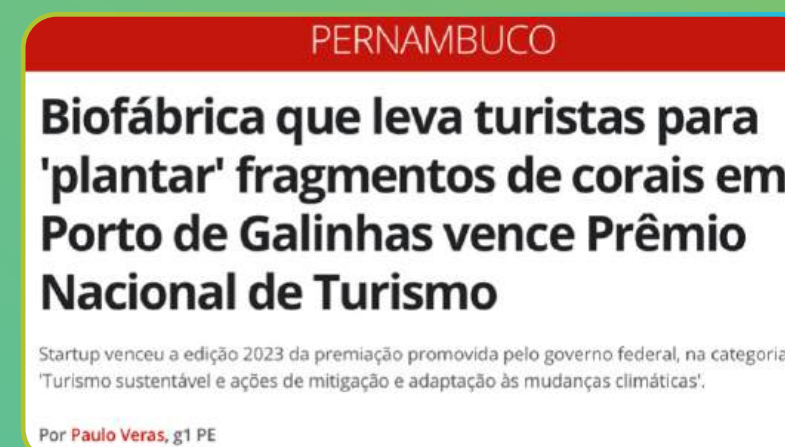 PERNAMBUCO
Biofábrica que leva turistas para
'plantar' fragmentos de corais em
Porto de Galinhas vence Prêmio
Nacional de Turismo
Startup venceu a edição 2023 da premiação promovida pelo governo federal, na categoria
'Turismo sustentável e ações de mitigação e adaptação às mudanças climáticas'.
Por Paulo Veras, g1 PE